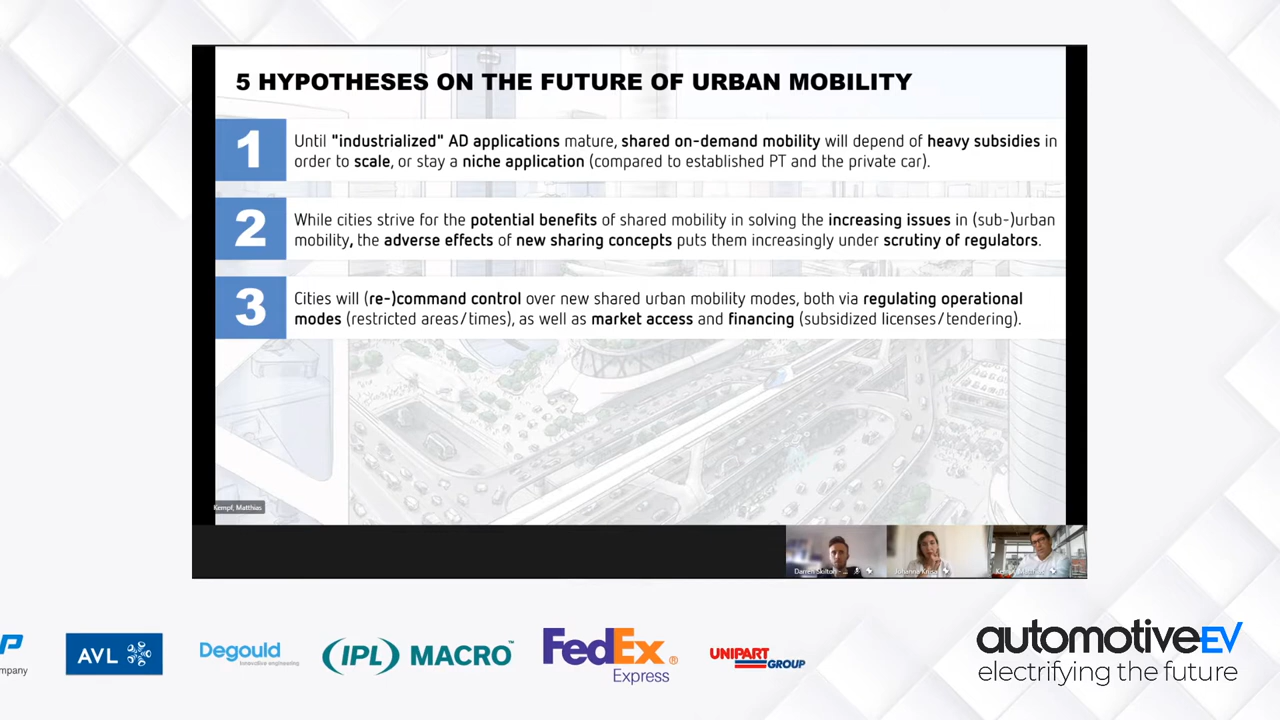 5 HYPOTHESES ON THE FUTURE OF URBAN MOBILITY
1
Until "industrialized" AD applications mature, shared on-demand mobility will depend of heavy subsidies in
order to scale, or stay a niche application (compared to established PT and the private car).
2
While cities strive for the potential benefits of shared mobility in solving the increasing issues in (sub-)urban
mobility, the adverse effects of new sharing concepts puts them increasingly under scrutiny of regulators.
3
Cities will (re-)command control over new shared urban mobility modes, both via regulating operational
modes (restricted areas/times), as well as market access and financing (subsidized licenses/tendering).
Kempf, Matthias
Darren Skilton
Johanna
AVL
Degould
innovative engineering
IPL MACRO™
FedEx®
Express
UNIPART
GROUP
automotiveEV
electrifying the future